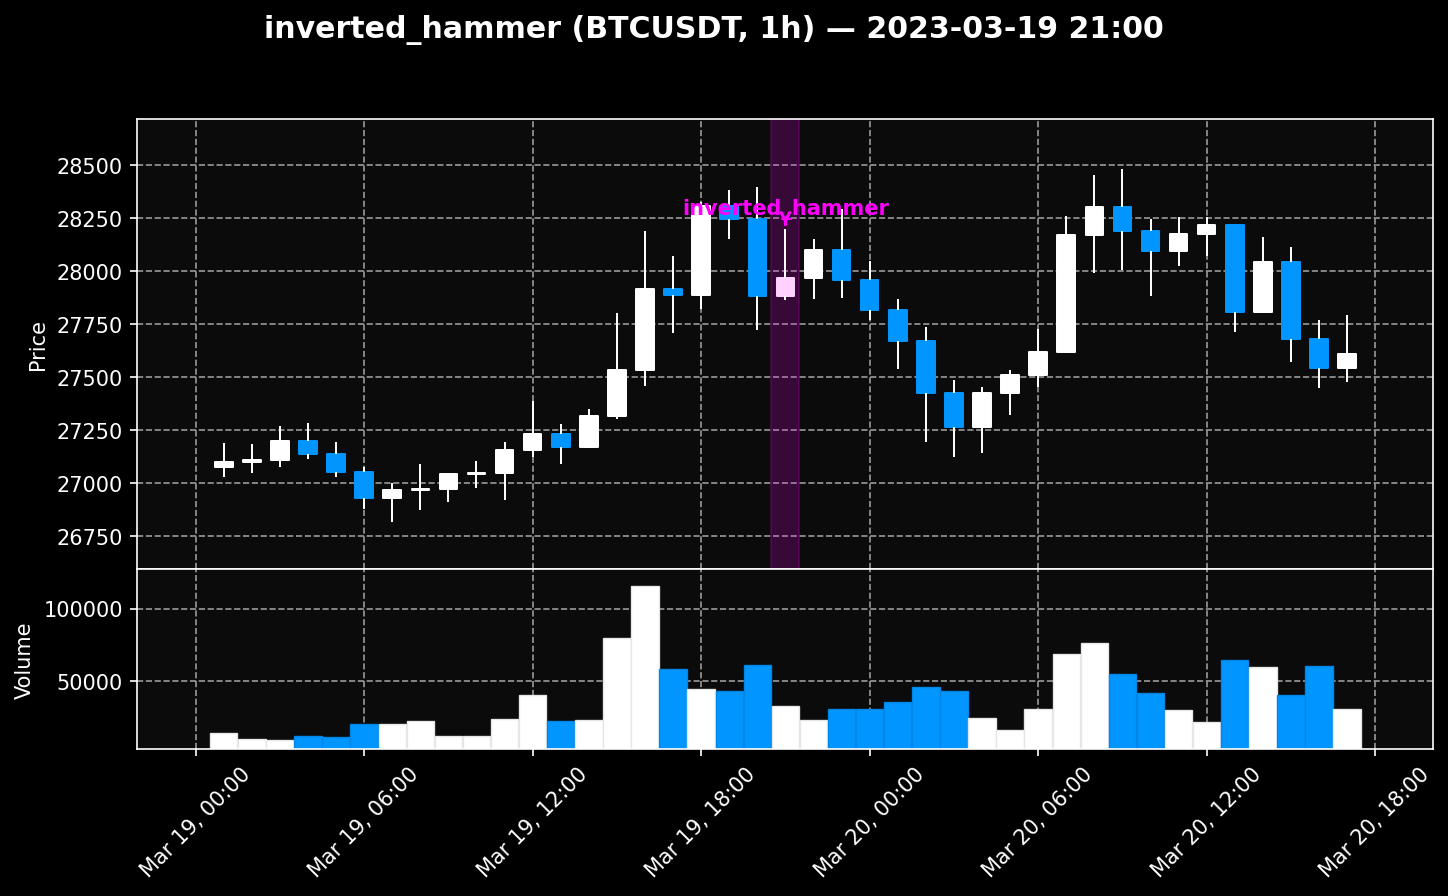 inverted_hammer (BTCUSDT, 1h) — 2023-03-19 21:00
28500
28250
28000
27750
27500
27250
27000
26750
Price
inverted_hammer
100000
50000
Volume
Mar 19, 00:00
Mar 19, 06:00
Mar 19, 12:00
Mar 19, 18:00
Mar 20, 00:00
Mar 20, 06:00
Mar 20, 12:00
Mar 20, 18:00